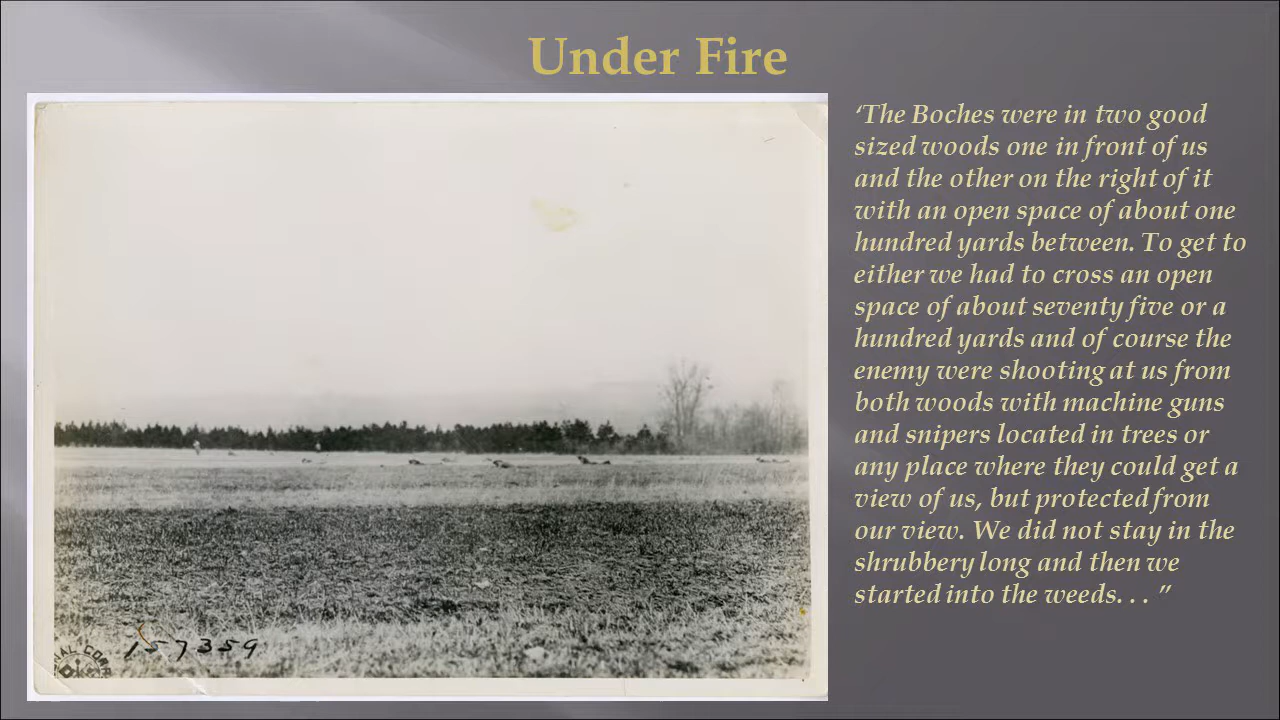 Under Fire
‘The Boches were in two good
sized woods one in front of us
and the other on the right of it
with an open space of about one
hundred yards between. To get to
either we had to cross an open
space of about seventy five or a
hundred yards and of course the
enemy were shooting at us from
both woods with machine guns
and snipers located in trees or
any place where they could get a
view of us, but protected from
our view. We did not stay in the
shrubbery long and then we
started into the weeds. . . ”
157359